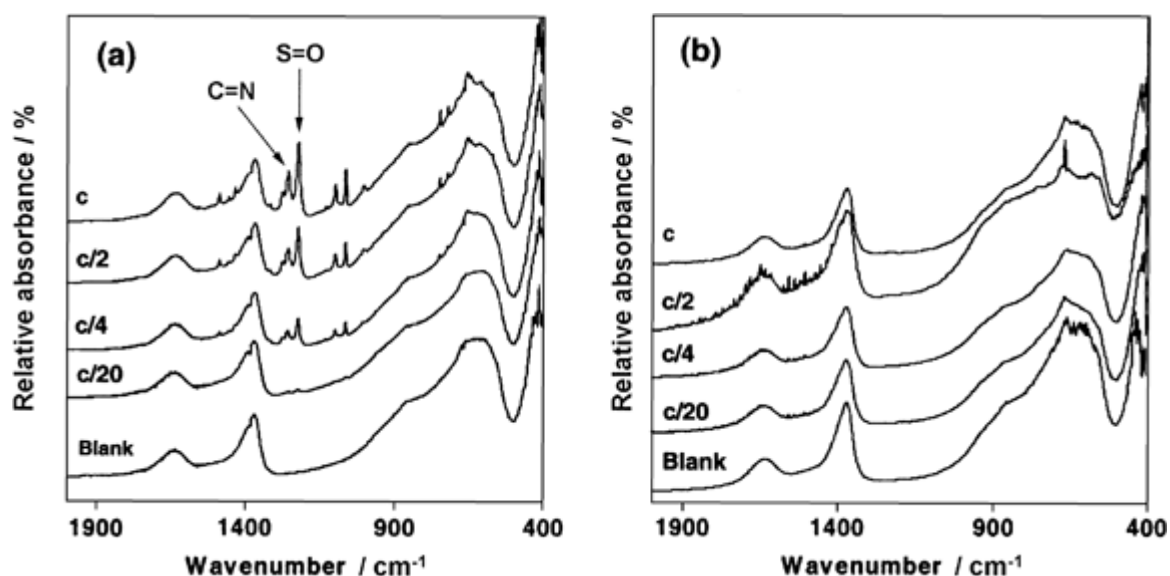 (a)
S=O
C=N
c
c/2
c/4
c/20
Blank
Relative absorbance / %
1900 1400 900 400
Wavenumber / cm⁻¹
(b)
c
c/2
c/4
c/20
Blank
Relative absorbance / %
1900 1400 900 400
Wavenumber / cm⁻¹